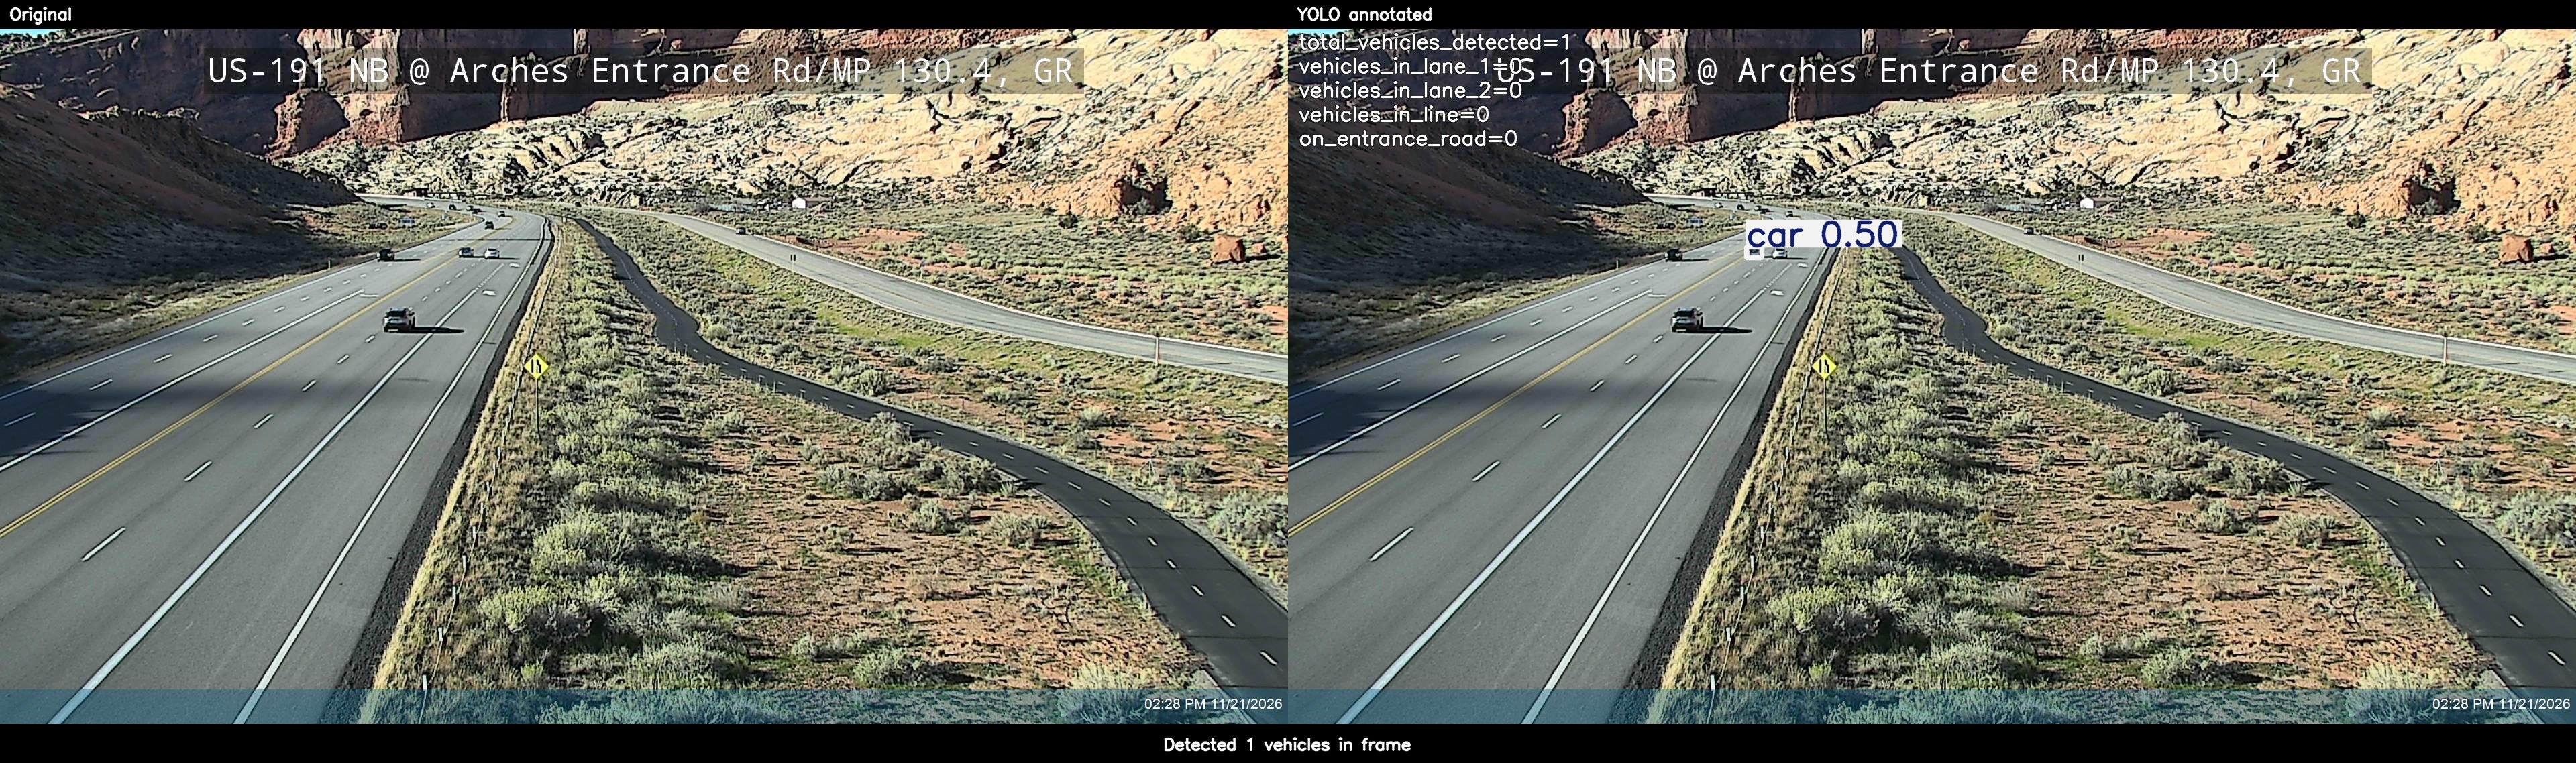 Original
US-191 NB @ Arches Entrance Rd/MP 130.4, GR
02:28 PM 11/21/2026
YOLO annotated
total_vehicles_detected=1
vehicles_in_lane_1=0
US-191 NB @ Arches Entrance Rd/MP 130.4, GR
vehicles_in_lane_2=0
vehicles_in_line=0
on_entrance_road=0
car 0.50
02:28 PM 11/21/2026
Detected 1 vehicles in frame